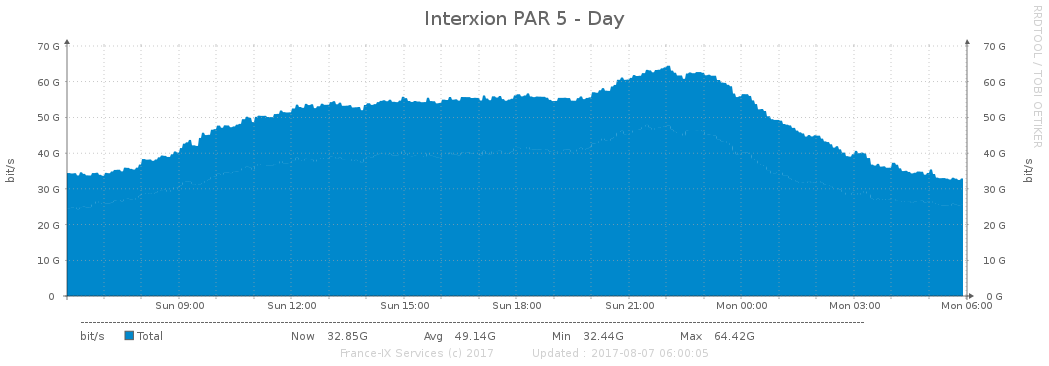 Interxion PAR 5 - Day
RRDTOOL / TOBI OETIKER
bit/s
70 G
60 G
50 G
40 G
30 G
20 G
10 G
0
70 G
60 G
50 G
40 G
30 G
20 G
10 G
0 G
bit/s
Sun 09:00 Sun 12:00 Sun 15:00 Sun 18:00 Sun 21:00 Mon 00:00 Mon 03:00 Mon 06:00
bit/s Total Now 32.85G Avg 49.14G Min 32.44G Max 64.42G
France-IX Services (c) 2017 Updated : 2017-08-07 06:00:05